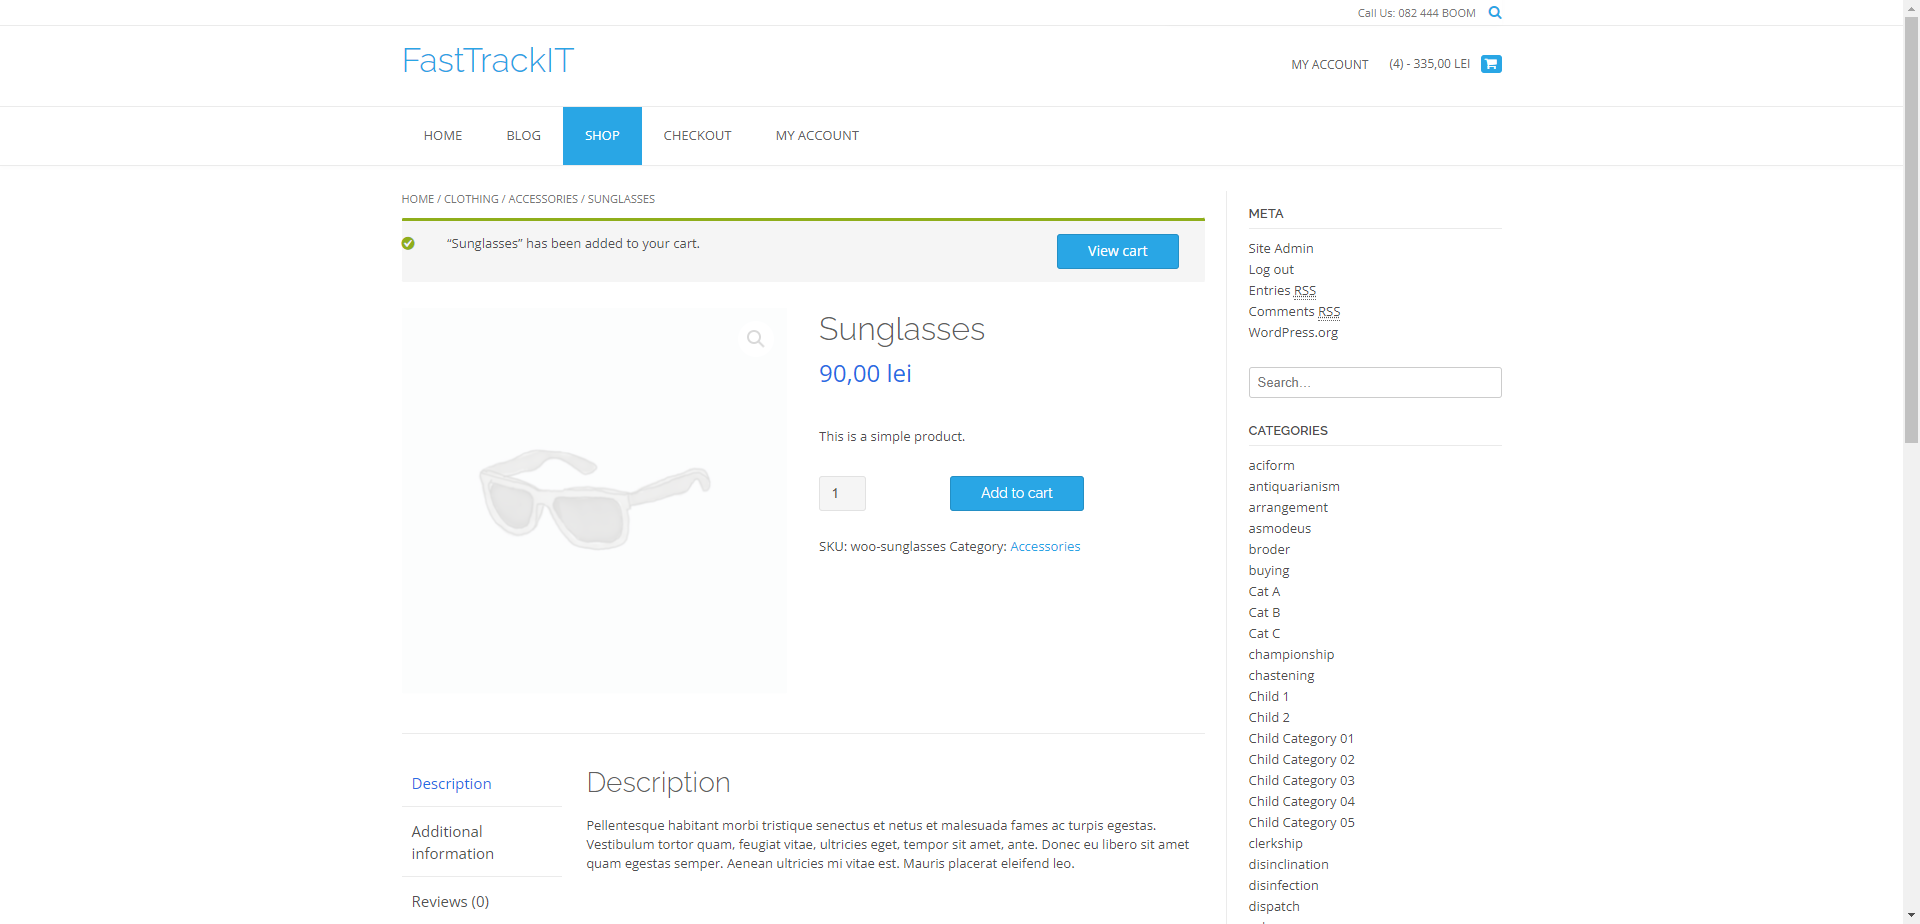 Call Us: 082 444 BOOM
FastTrackIT
MY ACCOUNT (4) - 335,00 LEI
HOME BLOG SHOP CHECKOUT MY ACCOUNT
HOME / CLOTHING / ACCESSORIES / SUNGLASSES
“Sunglasses” has been added to your cart.
View cart
Sunglasses
90,00 lei
This is a simple product.
1 Add to cart
SKU: woo-sunglasses Category: Accessories
Description
Additional
information
Reviews (0)
Description
Pellentesque habitant morbi tristique senectus et netus et malesuada fames ac turpis egestas.
Vestibulum tortor quam, feugiat vitae, ultricies eget, tempor sit amet, ante. Donec eu libero sit amet
quam egestas semper. Aenean ultricies mi vitae est. Mauris placerat eleifend leo.
META
Site Admin
Log out
Entries RSS
Comments RSS
WordPress.org
Search…
CATEGORIES
aciform
antiquarianism
arrangement
asmodeus
broder
buying
Cat A
Cat B
Cat C
championship
chastening
Child 1
Child 2
Child Category 01
Child Category 02
Child Category 03
Child Category 04
Child Category 05
clerkship
disinclination
disinfection
dispatch